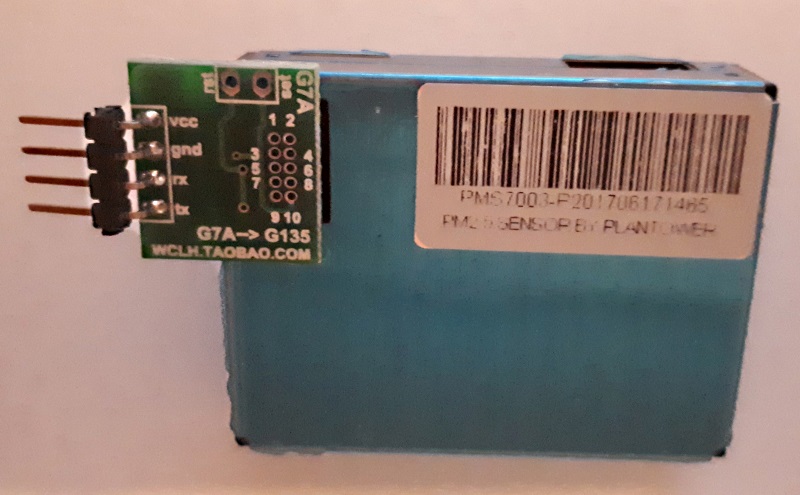 G7A
vcc
gnd
rx
tx
1 2
3 4
5 6
7 8
9 10
G7A-> G135
WCLH.TAOBAO.COM
PMS7003-P201706171465
PM2.5 SENSOR BY PLANTOWER